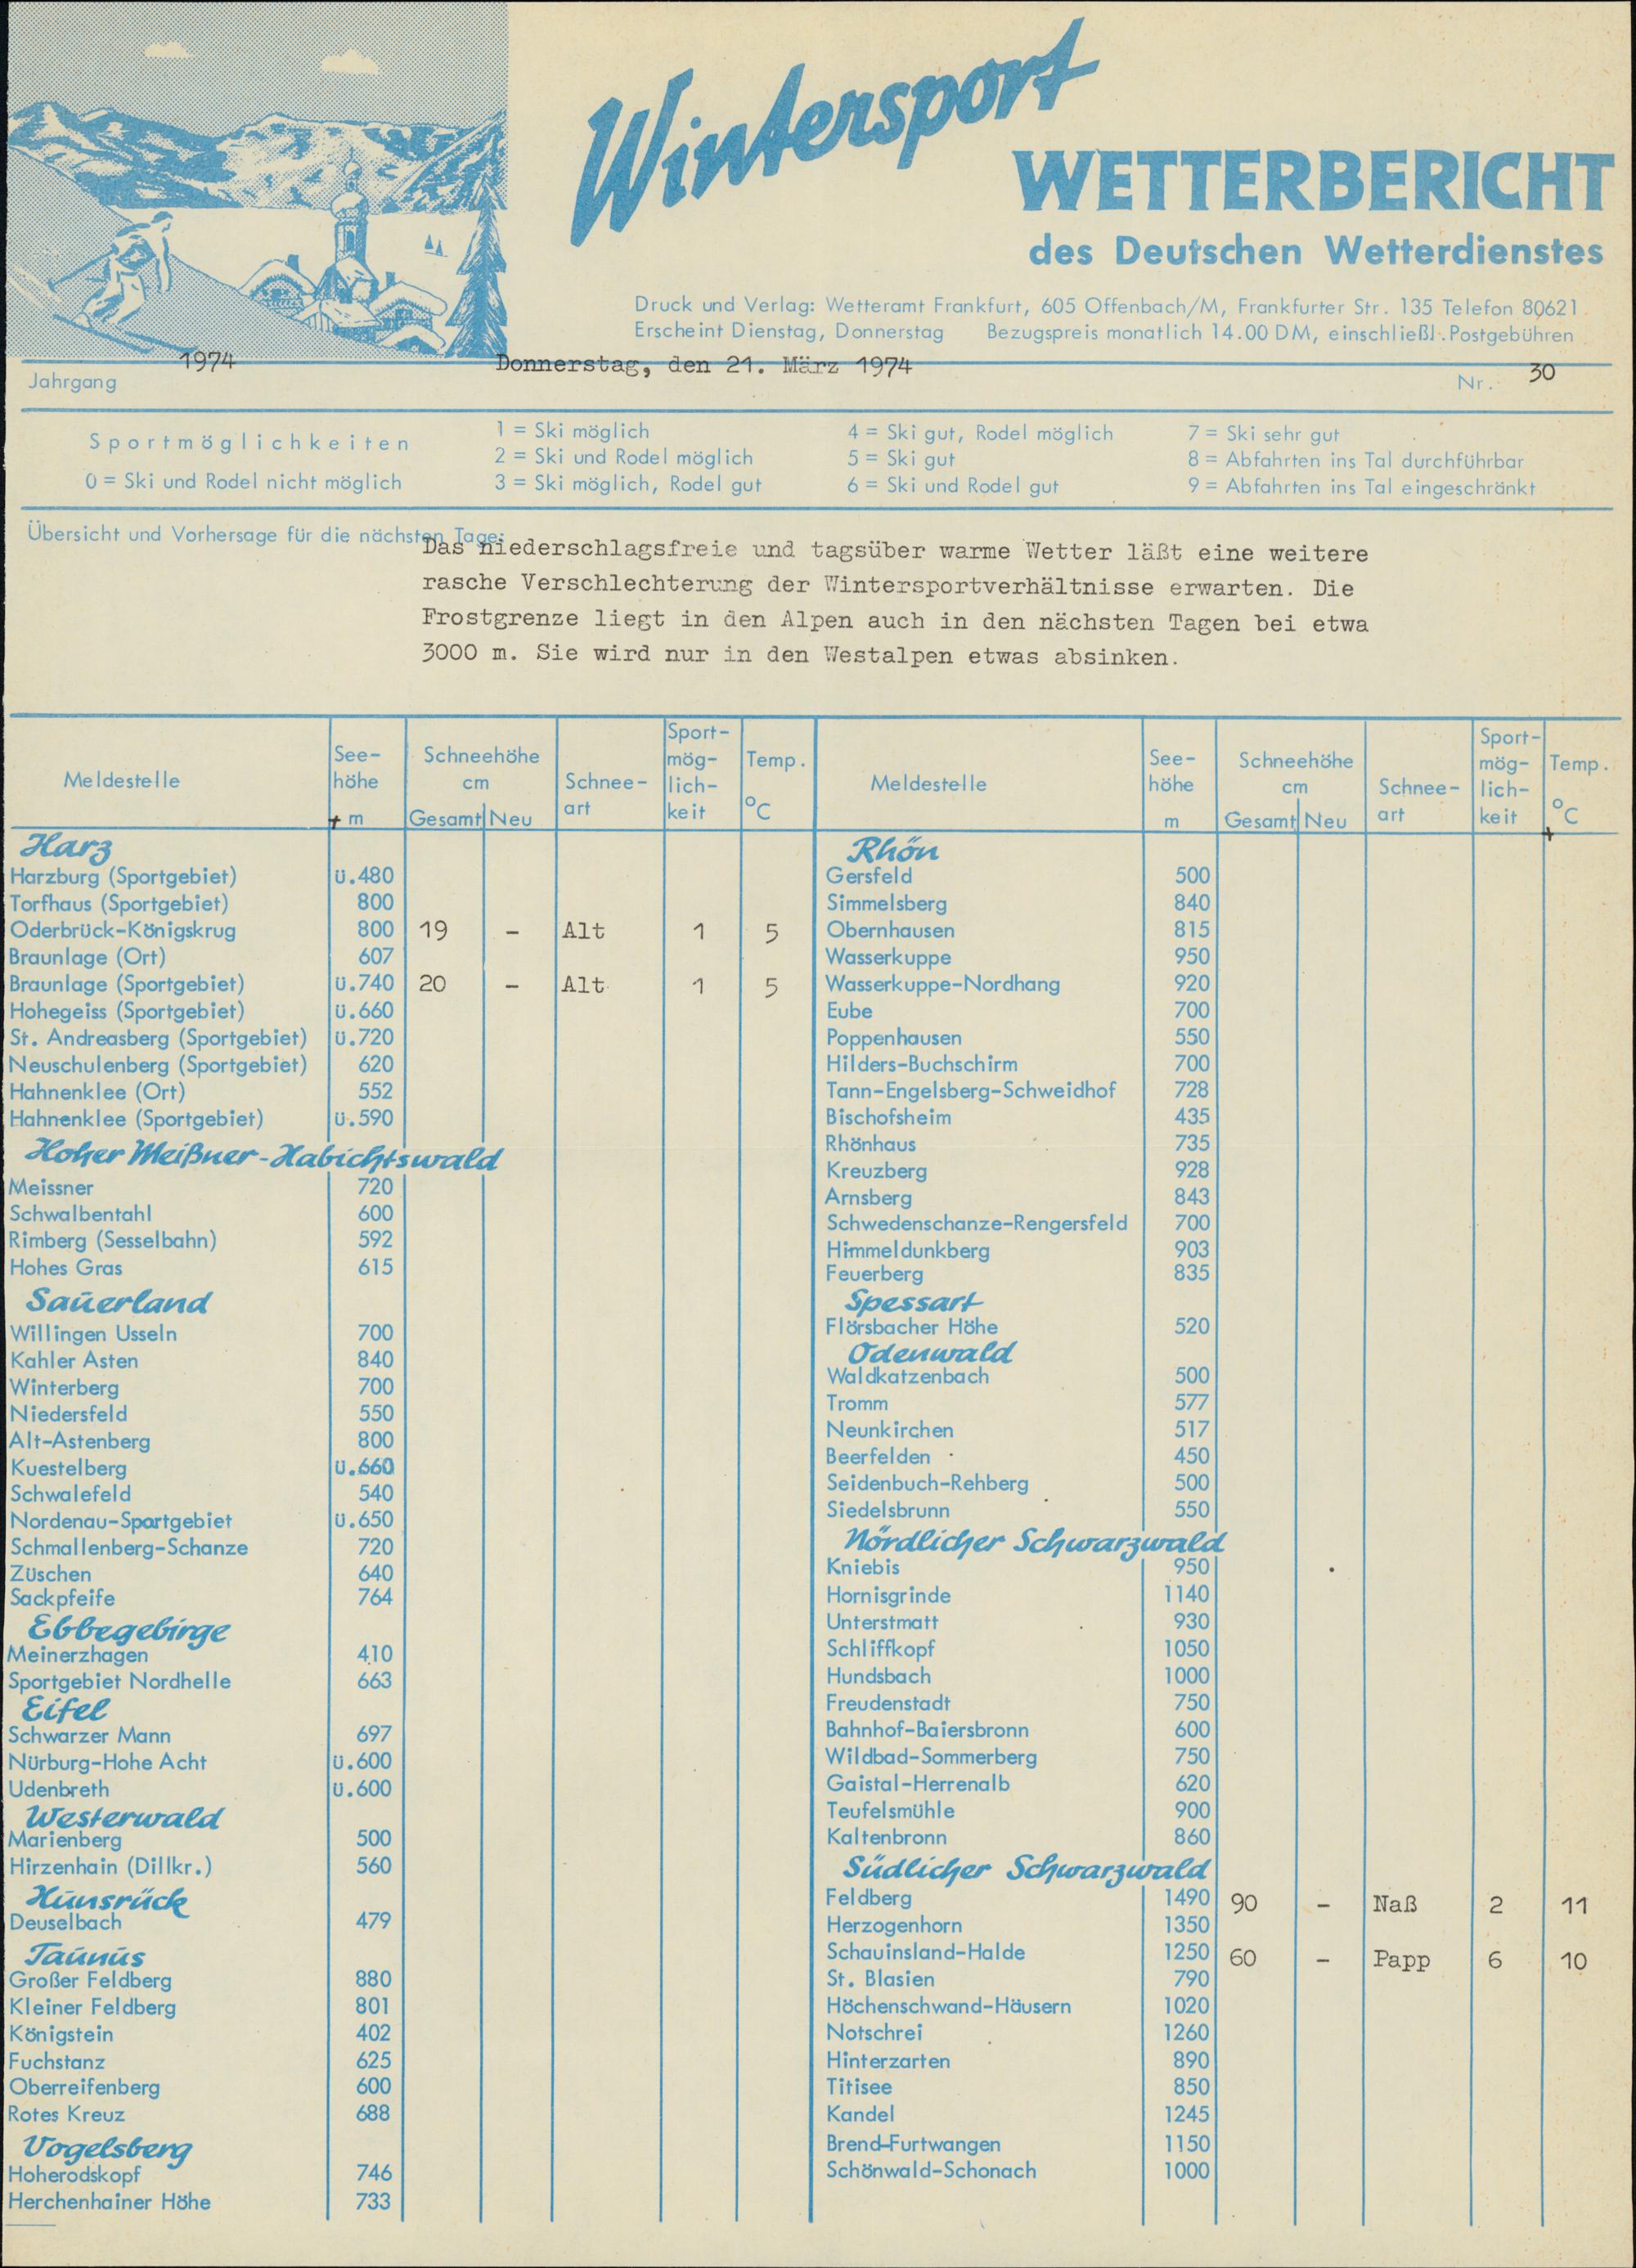 Wintersport
WETTERBERICHT
des Deutschen Wetterdienstes
Druck und Verlag: Wetteramt Frankfurt, 605 Offenbach/M, Frankfurter Str. 135 Telefon 80621
Erscheint Dienstag, Donnerstag Bezugspreis monatlich 14.00 DM, einschließl. Postgebühren
Jahrgang 1974 Donnerstag, den 21. März 1974 Nr. 30
Sportmöglichkeiten
0 = Ski und Rodel nicht möglich
1 = Ski möglich
2 = Ski und Rodel möglich
3 = Ski möglich, Rodel gut
4 = Ski gut, Rodel möglich
5 = Ski gut
6 = Ski und Rodel gut
7 = Ski sehr gut
8 = Abfahrten ins Tal durchführbar
9 = Abfahrten ins Tal eingeschränkt
Übersicht und Vorhersage für die nächsten Tage:
Das niederschlagsfreie und tagsüber warme Wetter läßt eine weitere
rasche Verschlechterung der Wintersportverhältnisse erwarten. Die
Frostgrenze liegt in den Alpen auch in den nächsten Tagen bei etwa
3000 m. Sie wird nur in den Westalpen etwas absinken.
Meldestelle
See-
höhe
m
Schneehöhe
cm
Gesamt Neu
Schnee-
art
Sport-
mög-
lich-
keit
Temp.
°C
Harz
Harzburg (Sportgebiet) ü.480
Torfhaus (Sportgebiet) 800
Oderbrück-Königskrug 800 19 - Alt 1 5
Braunlage (Ort) 607
Braunlage (Sportgebiet) ü.740 20 - Alt 1 5
Hohegeiss (Sportgebiet) ü.660
St. Andreasberg (Sportgebiet) ü.720
Neuschulenberg (Sportgebiet) 620
Hahnenklee (Ort) 552
Hahnenklee (Sportgebiet) ü.590
Hoher Meißner-Habichtswald
Meissner 720
Schwalbentahl 600
Rimberg (Sesselbahn) 592
Hohes Gras 615
Sauerland
Willingen Usseln 700
Kahler Asten 840
Winterberg 700
Niedersfeld 550
Alt-Astenberg 800
Kuestelberg ü.660
Schwalefeld 540
Nordenau-Sportgebiet ü.650
Schmallenberg-Schanze 720
Züschen 640
Sackpfeife 764
Ebbegebirge
Meinerzhagen 410
Sportgebiet Nordhelle 663
Eifel
Schwarzer Mann 697
Nürburg-Hohe Acht ü.600
Udenbreth ü.600
Westerwald
Marienberg 500
Hirzenhain (Dillkr.) 560
Hunsrück
Deuselbach 479
Taunus
Großer Feldberg 880
Kleiner Feldberg 801
Königstein 402
Fuchstanz 625
Oberreifenberg 600
Rotes Kreuz 688
Vogelsberg
Hoherodskopf 746
Herchenhainer Höhe 733
Meldestelle
See-
höhe
m
Schneehöhe
cm
Gesamt Neu
Schnee-
art
Sport-
mög-
lich-
keit
Temp.
°C
Rhön
Gersfeld 500
Simmelsberg 840
Obernhausen 815
Wasserkuppe 950
Wasserkuppe-Nordhang 920
Eube 700
Poppenhausen 550
Hilders-Buchschirm 700
Tann-Engelsberg-Schweidhof 728
Bischofsheim 435
Rhönhaus 735
Kreuzberg 928
Arnsberg 843
Schwedenschanze-Rengersfeld 700
Himmeldunkberg 903
Feuerberg 835
Spessart
Flörsbacher Höhe 520
Odenwald
Waldkatzenbach 500
Tromm 577
Neunkirchen 517
Beerfelden 450
Seidenbuch-Rehberg 500
Siedelsbrunn 550
Nördlicher Schwarzwald
Kniebis 950
Hornisgrinde 1140
Unterstmatt 930
Schliffkopf 1050
Hundsbach 1000
Freudenstadt 750
Bahnhof-Baiersbronn 600
Wildbad-Sommerberg 750
Gaistal-Herrenalb 620
Teufelsmühle 900
Kaltenbronn 860
Südlicher Schwarzwald
Feldberg 1490 90 - Naß 2 11
Herzogenhorn 1350
Schauinsland-Halde 1250 60 - Papp 6 10
St. Blasien 790
Höchenschwand-Häusern 1020
Notschrei 1260
Hinterzarten 890
Titisee 850
Kandel 1245
Brend-Furtwangen 1150
Schönwald-Schonach 1000